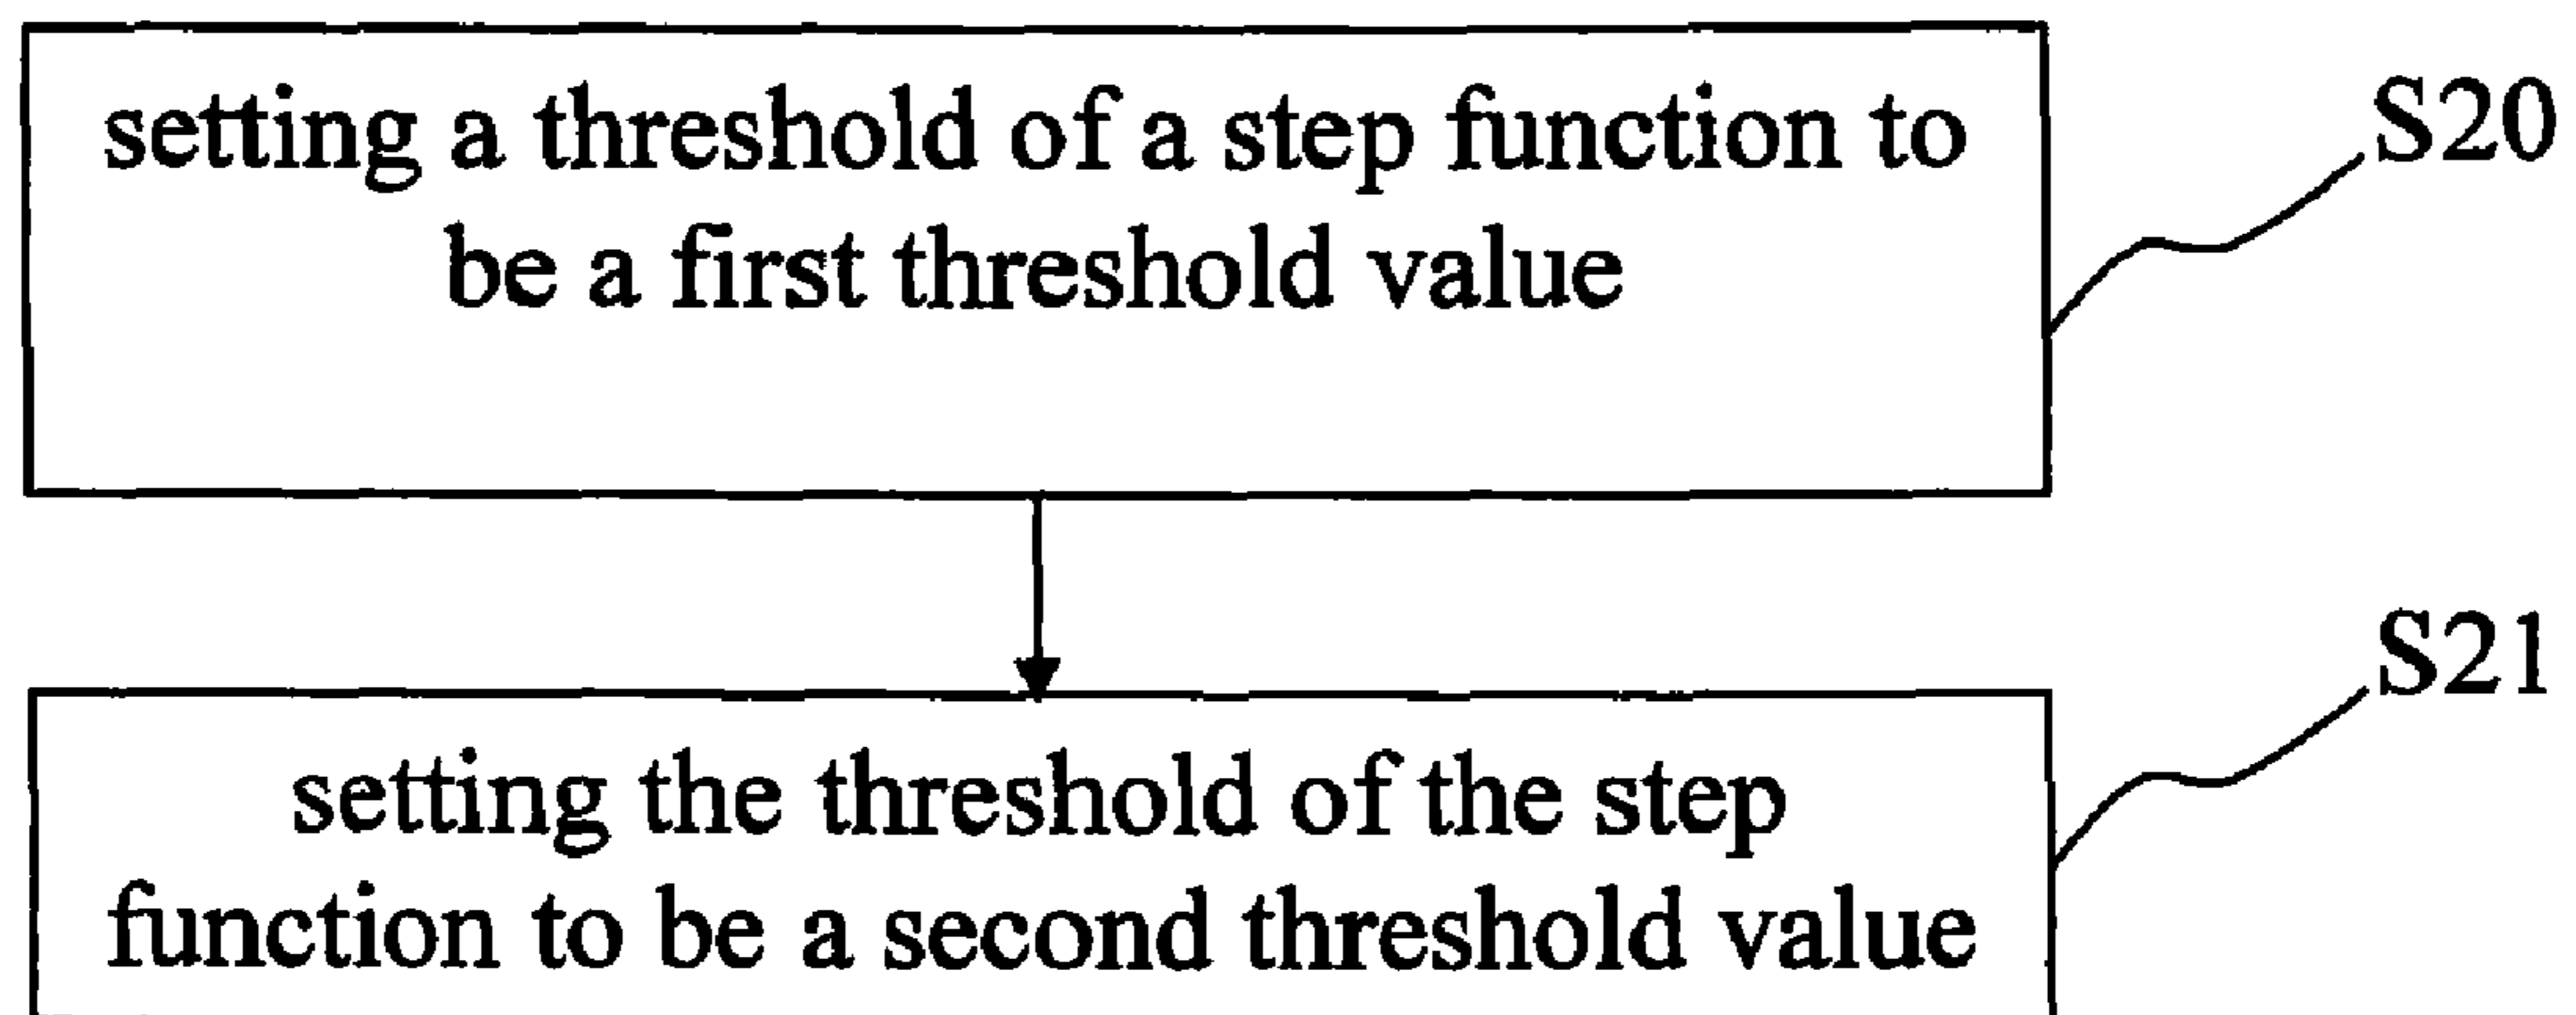 setting a threshold of a step function to
be a first threshold value
S20
S21
setting the threshold of the step
function to be a second threshold value